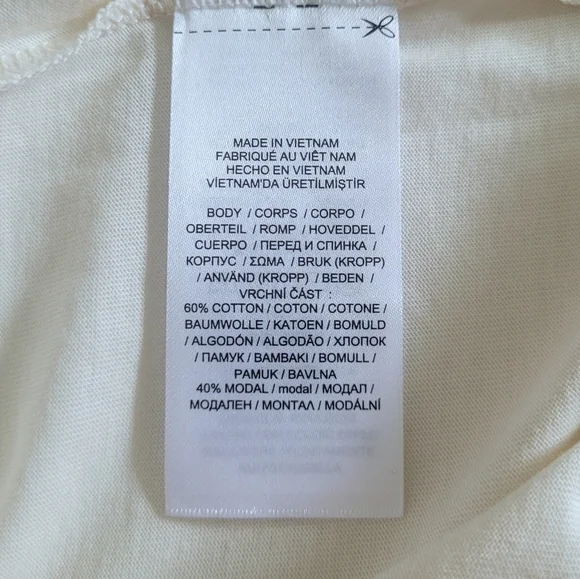 MADE IN VIETNAM
FABRIQUÉ AU VIÊT NAM
HECHO EN VIETNAM
VİETNAM'DA ÜRETİLMİŞTİR
BODY / CORPS / CORPO /
OBERTEIL / ROMP / HOVEDDEL /
CUERPO / ПЕРЕД И СПИНКА /
КОРПУС / ΣΩΜΑ / BRUK (KROPP)
/ ANVÄND (KROPP) / BEDEN /
VRCHNÍ ČÁST :
60% COTTON / COTON / COTONE /
BAUMWOLLE / KATOEN / BOMULD
/ ALGODÓN / ALGODÃO / ХЛОПОК
/ ПАМУК / BAMBAKI / BOMULL /
PAMUK / BAVLNA
40% MODAL / modal / МОДАЛ /
МОДАЛЕН / ΜΟΝΤΑΛ / MODÁLNÍ